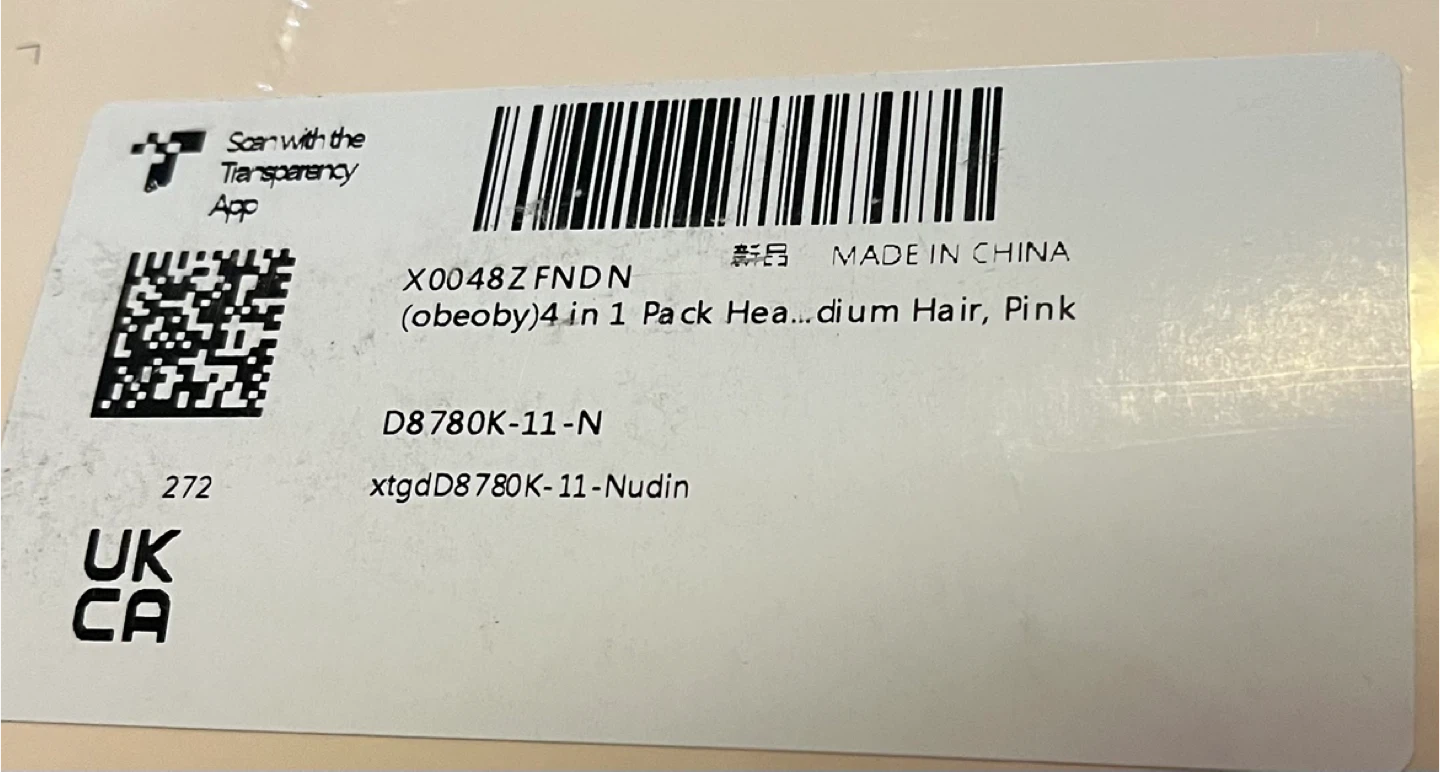 Scan with the
Transparency
App
新品 MADE IN CHINA
X0048ZFNDN
(obeoby)4 in 1 Pack Hea...dium Hair, Pink
D8780K-11-N
272
xtgdD8780K-11-Nudin
UK
CA